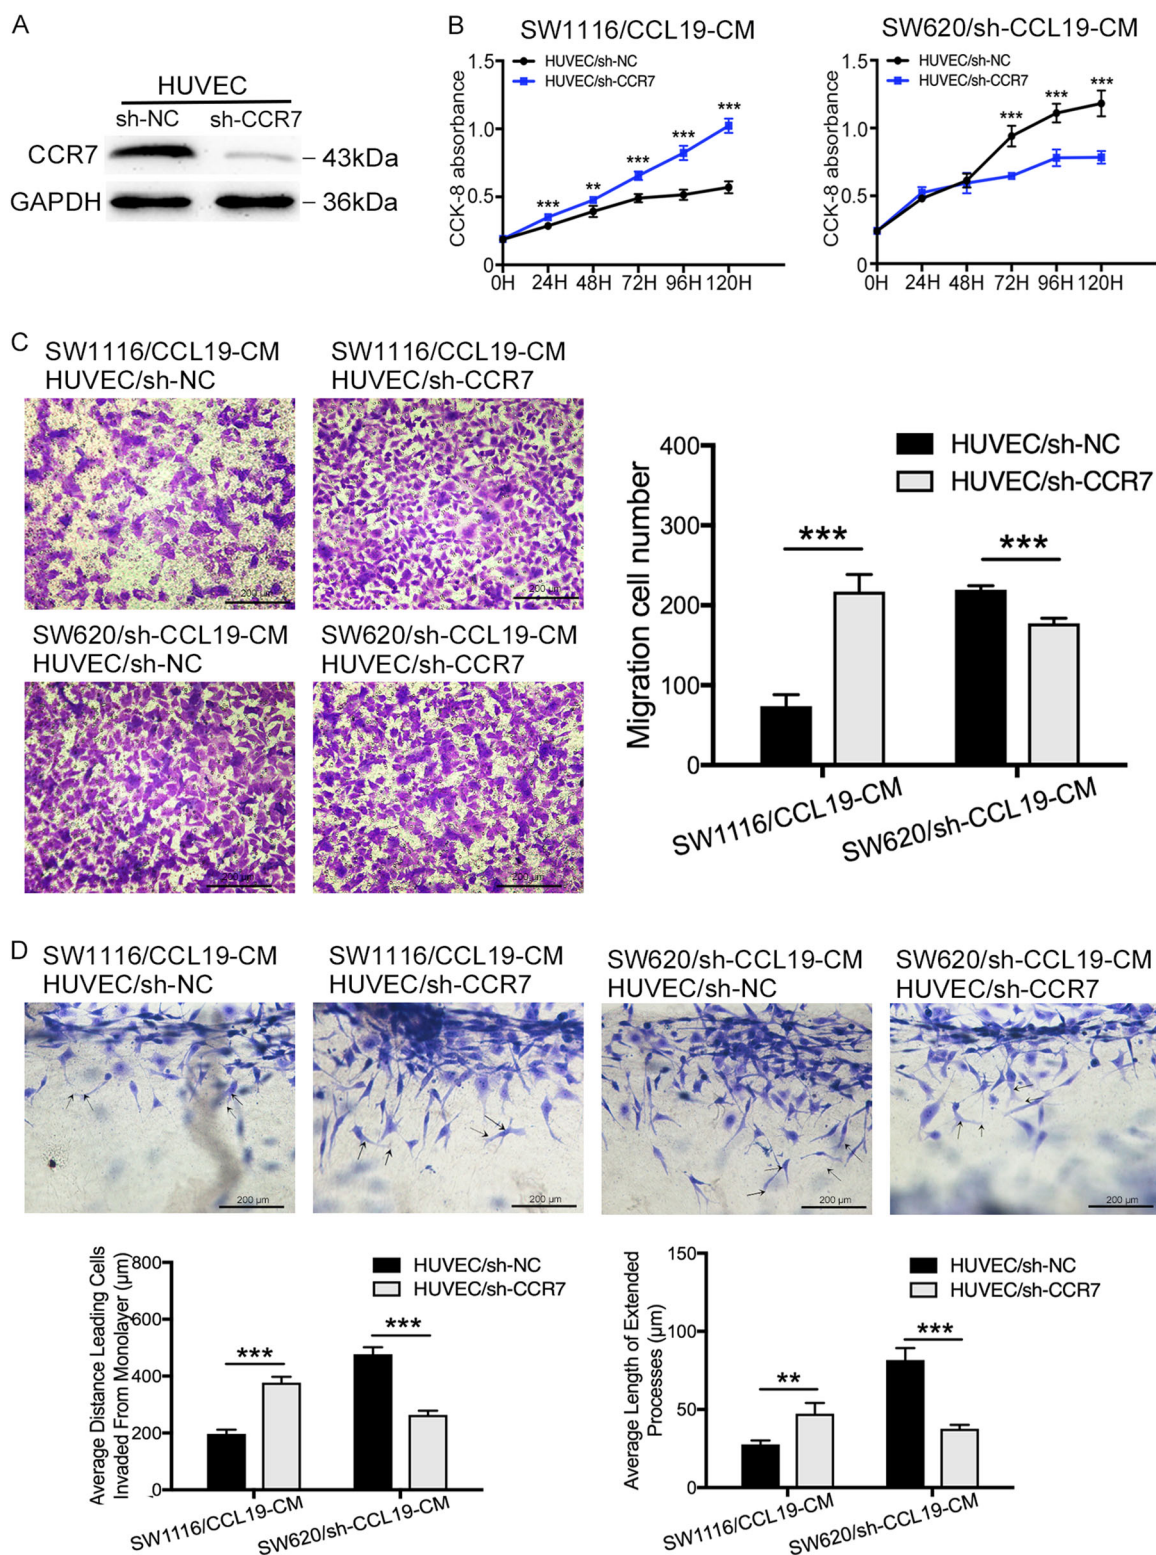 A
HUVEC
sh-NC sh-CCR7
CCR7
43kDa
GAPDH
36kDa
B
SW1116/CCL19-CM
HUVEC/sh-NC
HUVEC/sh-CCR7
CCK-8 absorbance
1.5
1.0
0.5
0
*** ** *** *** ***
0H 24H 48H 72H 96H 120H
SW620/sh-CCL19-CM
HUVEC/sh-NC
HUVEC/sh-CCR7
CCK-8 absorbance
1.5
1.0
0.5
0
*** *** ***
0H 24H 48H 72H 96H 120H
C
SW1116/CCL19-CM
HUVEC/sh-NC
200 μm
SW1116/CCL19-CM
HUVEC/sh-CCR7
200 μm
SW620/sh-CCL19-CM
HUVEC/sh-NC
200 μm
SW620/sh-CCL19-CM
HUVEC/sh-CCR7
200 μm
HUVEC/sh-NC
HUVEC/sh-CCR7
Migration cell number
400
300
200
100
0
*** ***
SW1116/CCL19-CM
SW620/sh-CCL19-CM
D
SW1116/CCL19-CM
HUVEC/sh-NC
200 μm
SW1116/CCL19-CM
HUVEC/sh-CCR7
200 μm
SW620/sh-CCL19-CM
HUVEC/sh-NC
200 μm
SW620/sh-CCL19-CM
HUVEC/sh-CCR7
200 μm
Average Distance Leading Cells
Invaded From Monolayer (μm)
800
600
400
200
0
HUVEC/sh-NC
HUVEC/sh-CCR7
*** ***
SW1116/CCL19-CM
SW620/sh-CCL19-CM
Average Length of Extended
Processes (μm)
150
100
50
0
HUVEC/sh-NC
HUVEC/sh-CCR7
** ***
SW1116/CCL19-CM
SW620/sh-CCL19-CM